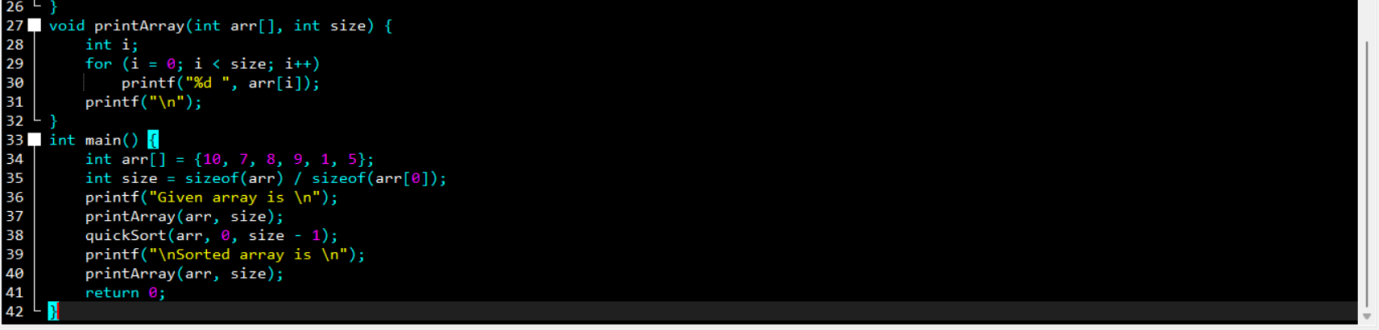 26 }
27 void printArray(int arr[], int size) {
28     int i;
29     for (i = 0; i < size; i++)
30         printf("%d ", arr[i]);
31     printf("\n");
32 }
33 int main() {
34     int arr[] = {10, 7, 8, 9, 1, 5};
35     int size = sizeof(arr) / sizeof(arr[0]);
36     printf("Given array is \n");
37     printArray(arr, size);
38     quickSort(arr, 0, size - 1);
39     printf("\nSorted array is \n");
40     printArray(arr, size);
41     return 0;
42 }